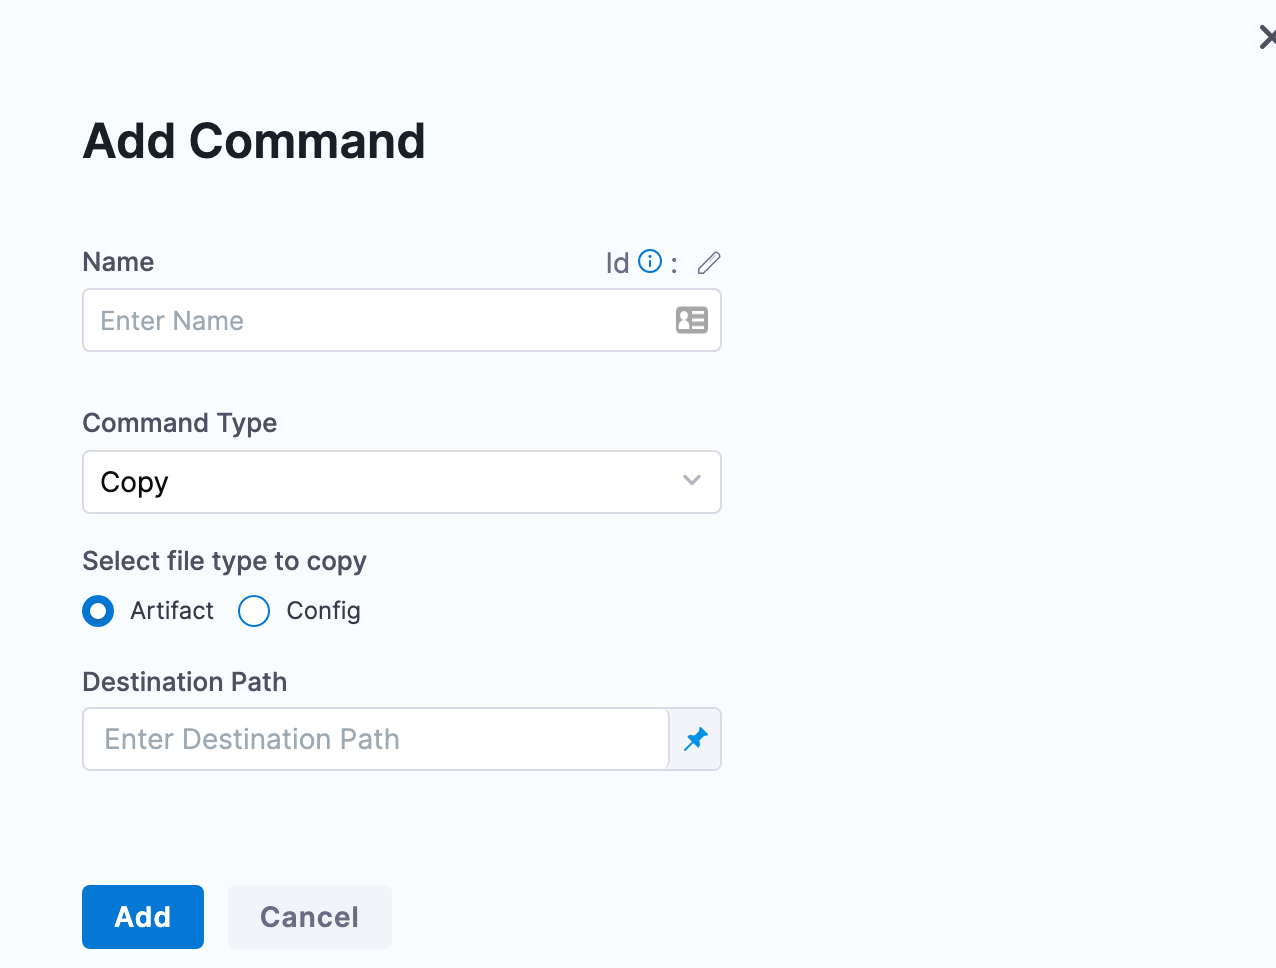 Add Command
Name Id :
Enter Name
Command Type
Copy
Select file type to copy
Artifact Config
Destination Path
Enter Destination Path
Add Cancel